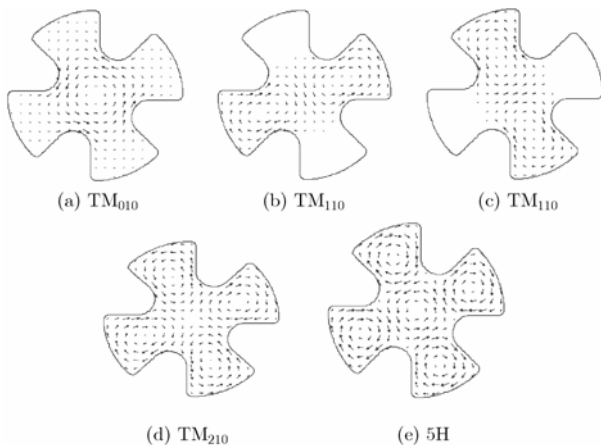 (a) TM₀₁₀
(b) TM₁₁₀
(c) TM₁₁₀
(d) TM₂₁₀
(e) 5H